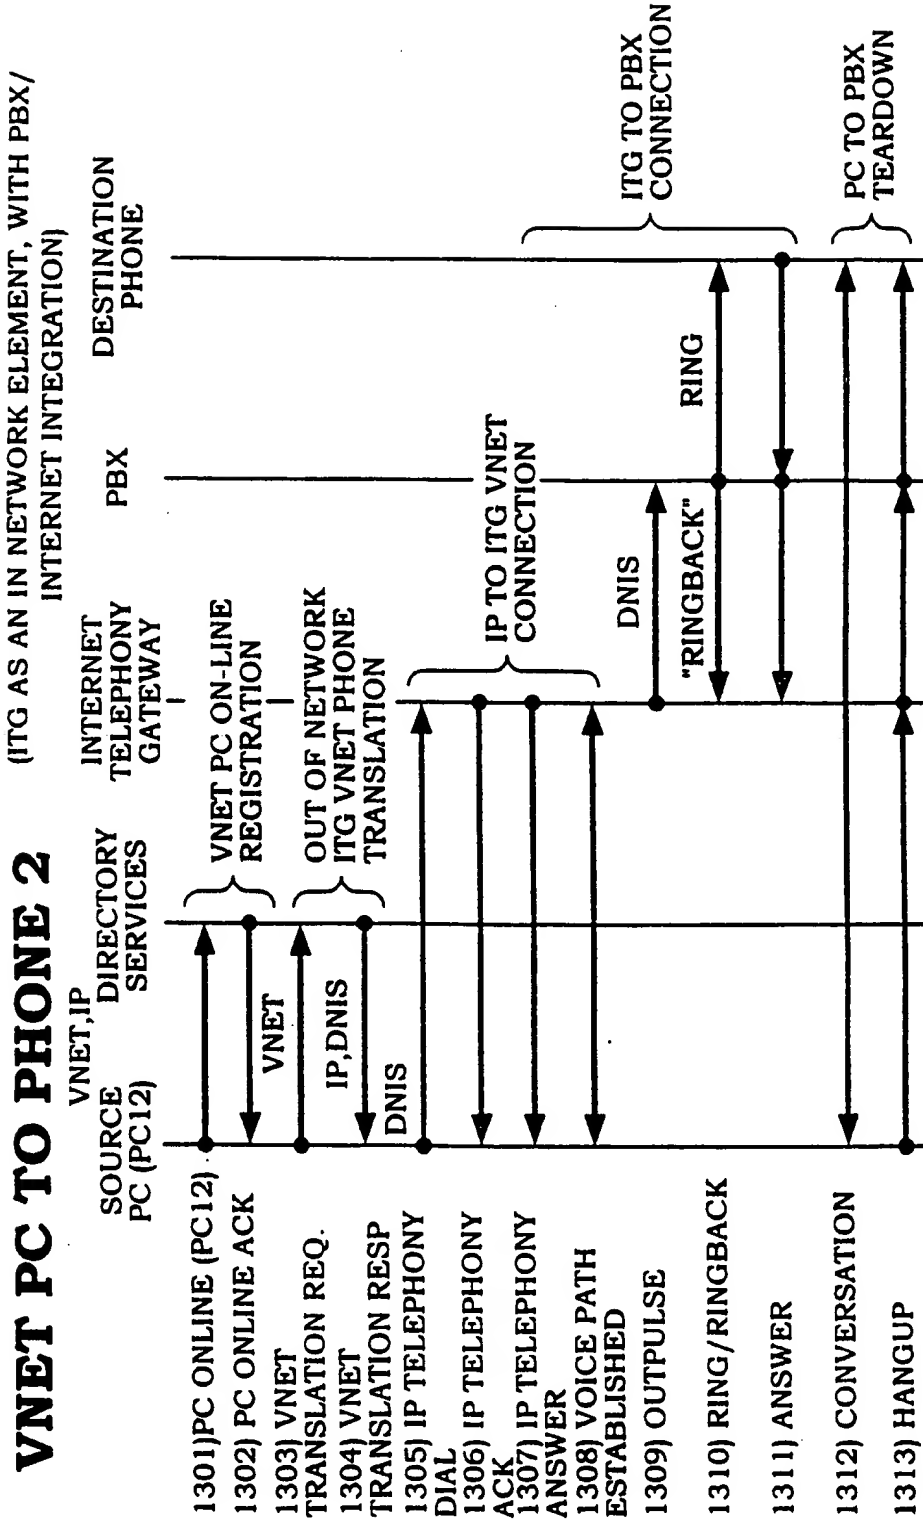 VNET PC TO PHONE 2
(ITG AS AN IN NETWORK ELEMENT, WITH PBX/
INTERNET INTEGRATION)
VNET,IP
SOURCE
PC (PC12)
DIRECTORY
SERVICES
INTERNET
TELEPHONY
GATEWAY
PBX
DESTINATION
PHONE
1301)PC ONLINE (PC12)
1302) PC ONLINE ACK
VNET PC ON-LINE
REGISTRATION
1303) VNET
TRANSLATION REQ.
VNET
1304) VNET
TRANSLATION RESP
IP,DNIS
OUT OF NETWORK
ITG VNET PHONE
TRANSLATION
1305) IP TELEPHONY
DIAL
DNIS
1306) IP TELEPHONY
ACK
1307) IP TELEPHONY
ANSWER
1308) VOICE PATH
ESTABLISHED
IP TO ITG VNET
CONNECTION
1309) OUTPULSE
DNIS
1310) RING/RINGBACK
"RINGBACK"
RING
1311) ANSWER
ITG TO PBX
CONNECTION
1312) CONVERSATION
1313) HANGUP
PC TO PBX
TEARDOWN